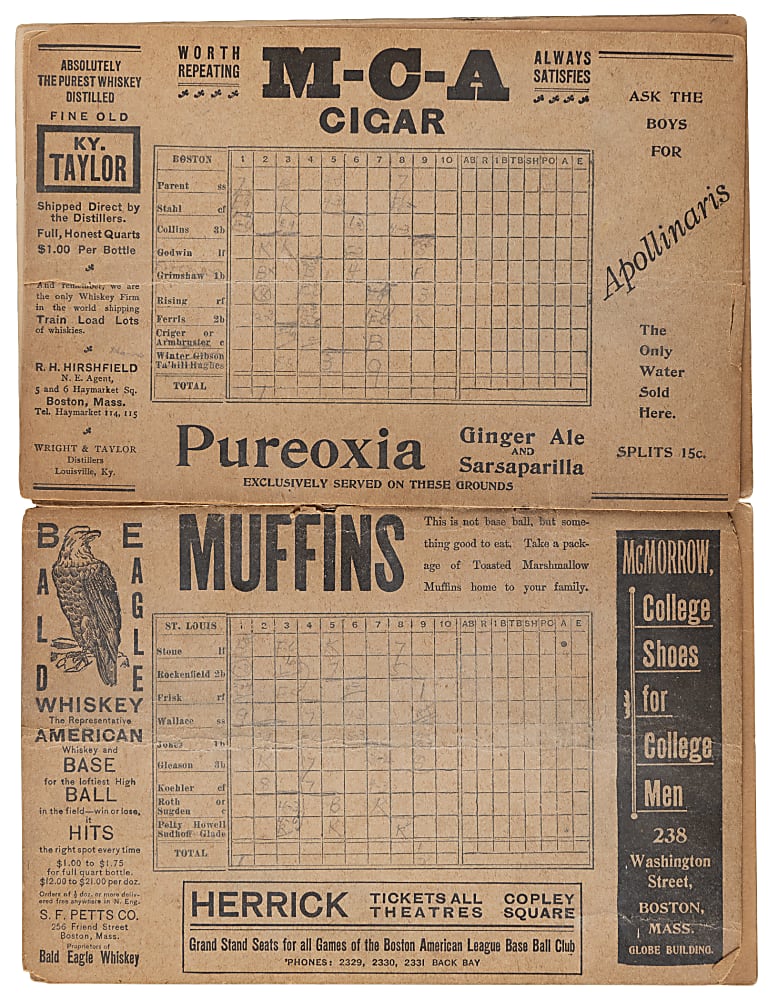 ABSOLUTELY
THE PUREST WHISKEY
DISTILLED
FINE OLD
KY.
TAYLOR
Shipped Direct by
the Distillers.
Full, Honest Quarts
$1.00 Per Bottle
And remember, we are
the only Whiskey Firm
in the world shipping
Train Load Lots
of whiskies.
R. H. HIRSHFIELD
N. E. Agent,
5 and 6 Haymarket Sq.
Boston, Mass.
Tel. Haymarket 114, 115
WRIGHT & TAYLOR
Distillers
Louisville, Ky.
WORTH
REPEATING
M-C-A
CIGAR
ALWAYS
SATISFIES
BOSTON 1 2 3 4 5 6 7 8 9 10 AB R 1B TB SH PO A E
Parent ss
Stahl cf
Collins 3b
Godwin lf
Grimshaw 1b
Rising rf
Ferris 2b
Criger or
Armbruster c
Winter Gibson
Ta'hill Hughes
TOTAL
Pureoxia
Ginger Ale
AND
Sarsaparilla
EXCLUSIVELY SERVED ON THESE GROUNDS
ASK THE
BOYS
FOR
Apollinaris
The
Only
Water
Sold
Here.
SPLITS 15c.
BALD
EAGLE
WHISKEY
The Representative
AMERICAN
Whiskey and
BASE
for the loftiest High
BALL
in the field—win or lose,
it
HITS
the right spot every time
$1.00 to $1.75
for full quart bottle.
$12.00 to $21.00 per doz.
Orders of ½ doz. or more deliv-
ered free anywhere in N. Eng.
S. F. PETTS CO.
256 Friend Street
Boston, Mass.
Proprietors of
Bald Eagle Whiskey
MUFFINS
This is not base ball, but some-
thing good to eat. Take a pack-
age of Toasted Marshmallow
Muffins home to your family.
ST. LOUIS 1 2 3 4 5 6 7 8 9 10 AB R 1B TB SH PO A E
Stone lf
Rockenfield 2b
Frisk rf
Wallace ss
Jones 1b
Gleason 3b
Koehler cf
Roth or
Sugden c
Pelty Howell
Sudhoff Glade
TOTAL
HERRICK
TICKETS ALL
THEATRES
COPLEY
SQUARE
Grand Stand Seats for all Games of the Boston American League Base Ball Club
'PHONES: 2329, 2330, 2331 BACK BAY
McMORROW,
College
Shoes
for
College
Men
238
Washington
Street,
BOSTON,
MASS.
GLOBE BUILDING.